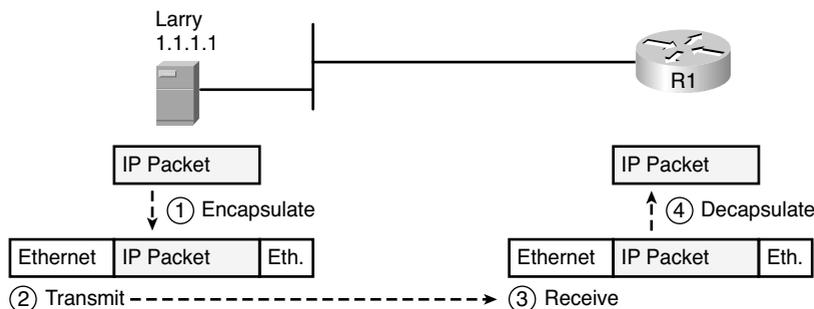 Larry
1.1.1.1
R1
IP Packet
IP Packet
1 Encapsulate
4 Decapsulate
Ethernet IP Packet Eth.
Ethernet IP Packet Eth.
2 Transmit
3 Receive